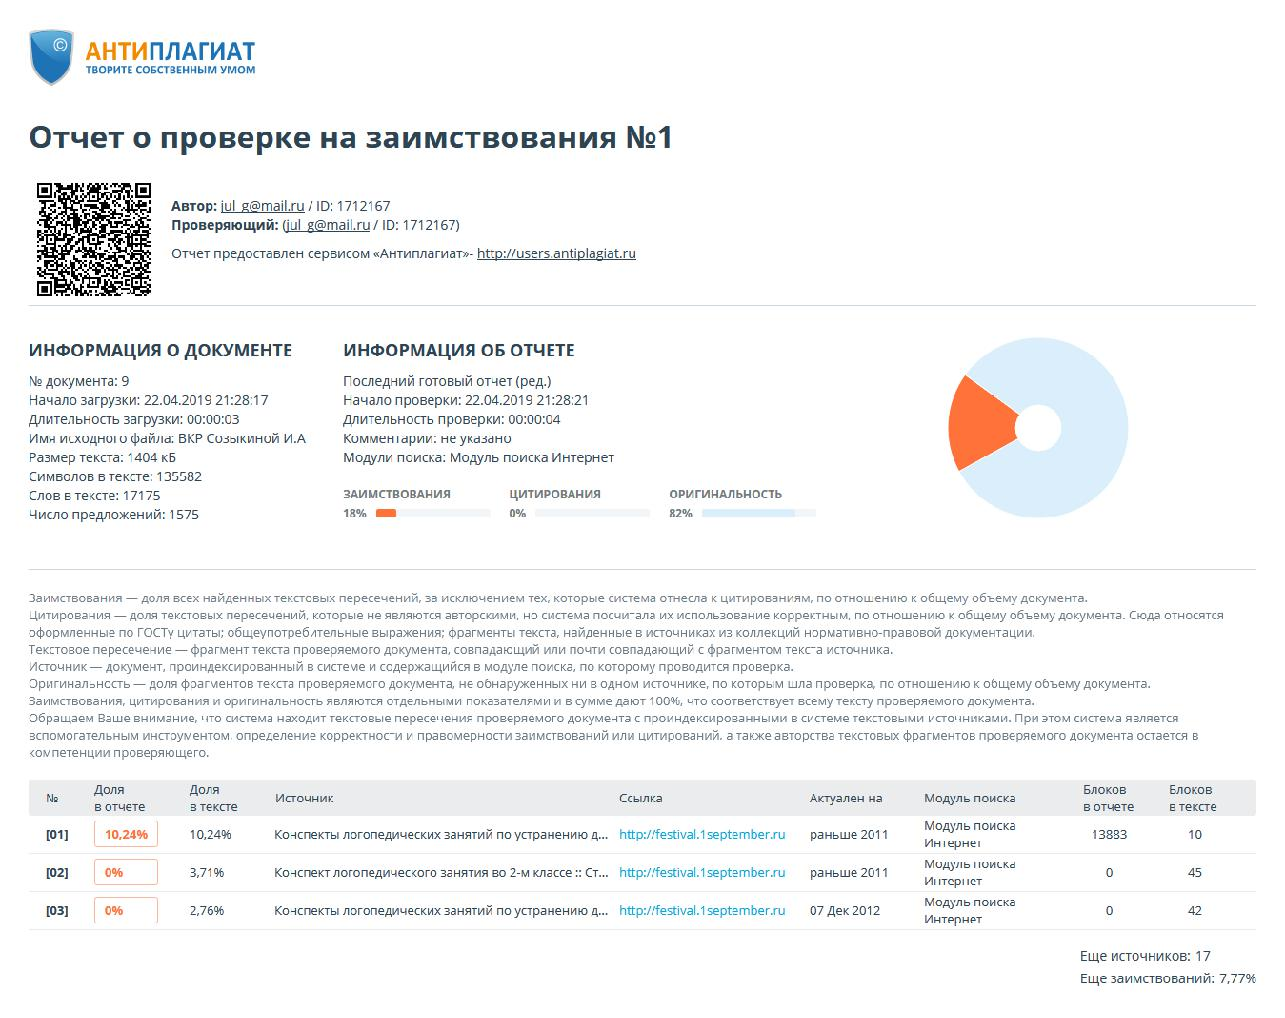 ©
АНТИПЛАГИАТ
ТВОРИТЕ СОБСТВЕННЫМ УМОМ
Отчет о проверке на заимствования №1
Автор: jul_g@mail.ru / ID: 1712167
Проверяющий: (jul_g@mail.ru / ID: 1712167)
Отчет предоставлен сервисом «Антиплагиат»- http://users.antiplagiat.ru
ИНФОРМАЦИЯ О ДОКУМЕНТЕ
№ документа: 9
Начало загрузки: 22.04.2019 21:28:17
Длительность загрузки: 00:00:03
Имя исходного файла: ВКР Созыкиной И.А
Размер текста: 1404 кБ
Cимволов в тексте: 135582
Слов в тексте: 17175
Число предложений: 1575
ИНФОРМАЦИЯ ОБ ОТЧЕТЕ
Последний готовый отчет (ред.)
Начало проверки: 22.04.2019 21:28:21
Длительность проверки: 00:00:04
Комментарии: не указано
Модули поиска: Модуль поиска Интернет
ЗАИМСТВОВАНИЯ ЦИТИРОВАНИЯ ОРИГИНАЛЬНОСТЬ
18% 0% 82%
Заимствования — доля всех найденных текстовых пересечений, за исключением тех, которые система отнесла к цитированиям, по отношению к общему объему документа.
Цитирования — доля текстовых пересечений, которые не являются авторскими, но система посчитала их использование корректным, по отношению к общему объему документа. Сюда относятся
оформленные по ГОСТу цитаты; общеупотребительные выражения; фрагменты текста, найденные в источниках из коллекций нормативно-правовой документации.
Текстовое пересечение — фрагмент текста проверяемого документа, совпадающий или почти совпадающий с фрагментом текста источника.
Источник — документ, проиндексированный в системе и содержащийся в модуле поиска, по которому проводится проверка.
Оригинальность — доля фрагментов текста проверяемого документа, не обнаруженных ни в одном источнике, по которым шла проверка, по отношению к общему объему документа.
Заимствования, цитирования и оригинальность являются отдельными показателями и в сумме дают 100%, что соответствует всему тексту проверяемого документа.
Обращаем Ваше внимание, что система находит текстовые пересечения проверяемого документа с проиндексированными в системе текстовыми источниками. При этом система является
вспомогательным инструментом, определение корректности и правомерности заимствований или цитирований, а также авторства текстовых фрагментов проверяемого документа остается в
компетенции проверяющего.
№ Доля в отчете Доля в тексте Источник Ссылка Актуален на Модуль поиска Блоков в отчете Блоков в тексте
[01] 10,24% 10,24% Конспекты логопедических занятий по устранению д... http://festival.1september.ru раньше 2011 Модуль поиска Интернет 13883 10
[02] 0% 3,71% Конспект логопедического занятия во 2-м классе :: Ст... http://festival.1september.ru раньше 2011 Модуль поиска Интернет 0 45
[03] 0% 2,76% Конспекты логопедических занятий по устранению д... http://festival.1september.ru 07 Дек 2012 Модуль поиска Интернет 0 42
Еще источников: 17
Еще заимствований: 7,77%